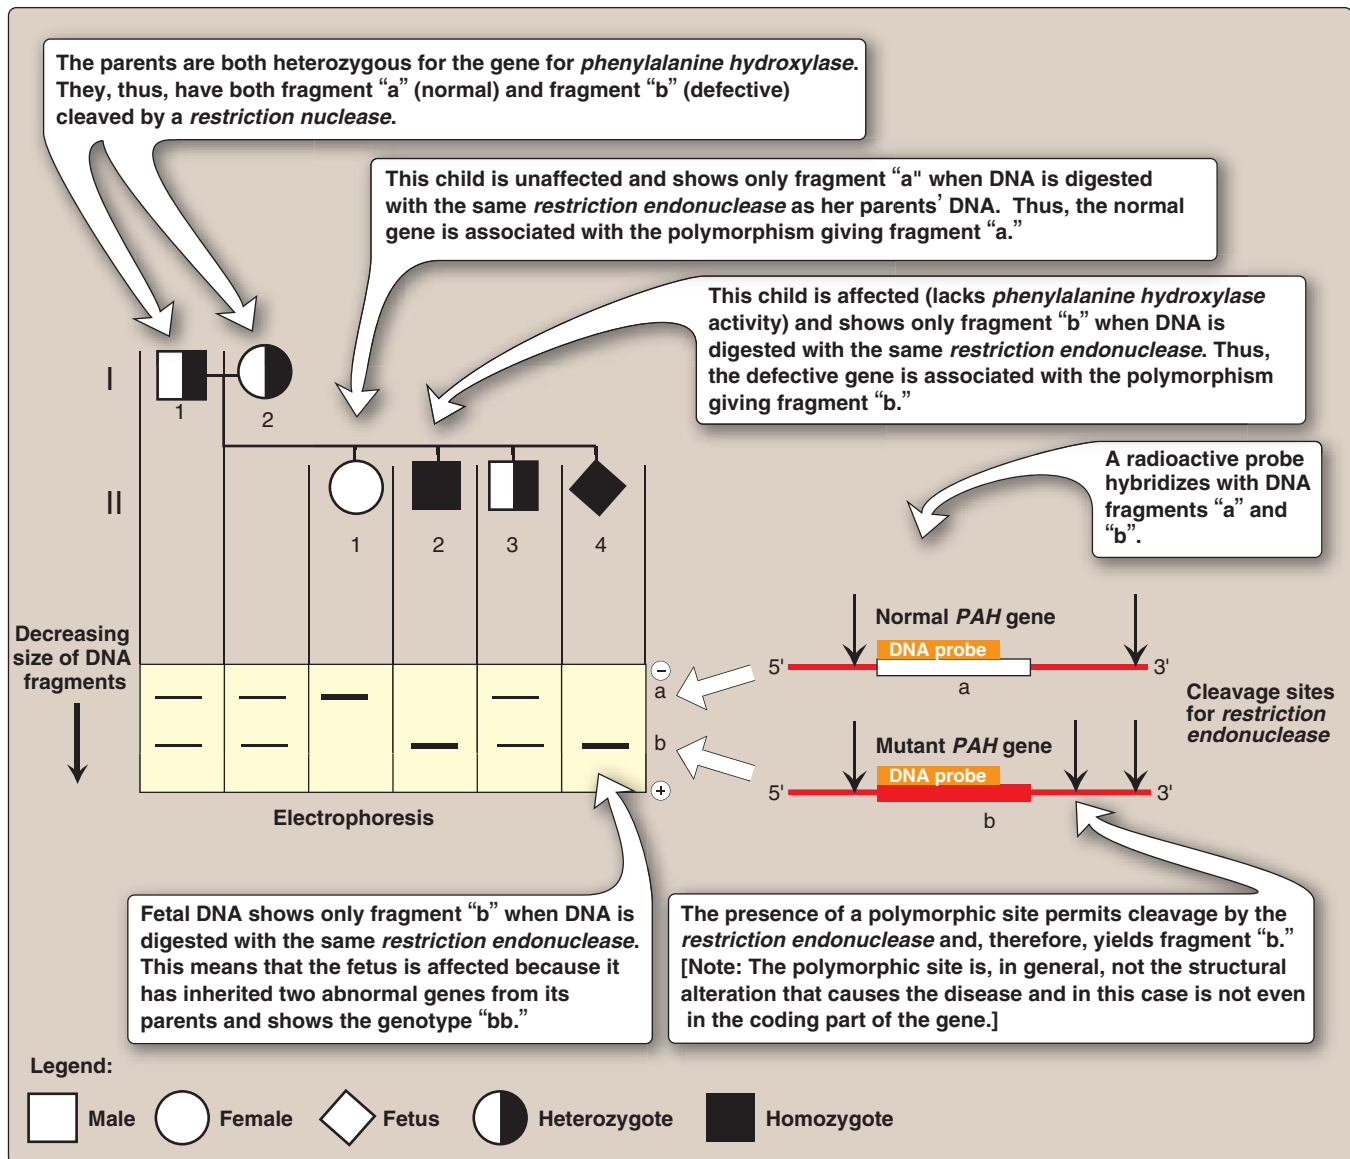 The parents are both heterozygous for the gene for phenylalanine hydroxylase.
They, thus, have both fragment “a” (normal) and fragment “b” (defective)
cleaved by a restriction nuclease.
This child is unaffected and shows only fragment “a" when DNA is digested
with the same restriction endonuclease as her parents’ DNA. Thus, the normal
gene is associated with the polymorphism giving fragment “a.”
This child is affected (lacks phenylalanine hydroxylase
activity) and shows only fragment “b” when DNA is
digested with the same restriction endonuclease. Thus,
the defective gene is associated with the polymorphism
giving fragment “b.”
I
1
2
A radioactive probe
hybridizes with DNA
fragments “a” and
“b”.
II
1
2
3
4
Decreasing
size of DNA
fragments
−
a
b
+
Electrophoresis
Normal PAH gene
DNA probe
5'
3'
a
Cleavage sites
for restriction
endonuclease
Mutant PAH gene
DNA probe
5'
3'
b
Fetal DNA shows only fragment “b” when DNA is
digested with the same restriction endonuclease.
This means that the fetus is affected because it
has inherited two abnormal genes from its
parents and shows the genotype “bb.”
The presence of a polymorphic site permits cleavage by the
restriction endonuclease and, therefore, yields fragment “b.”
[Note: The polymorphic site is, in general, not the structural
alteration that causes the disease and in this case is not even
in the coding part of the gene.]
Legend:
Male
Female
Fetus
Heterozygote
Homozygote